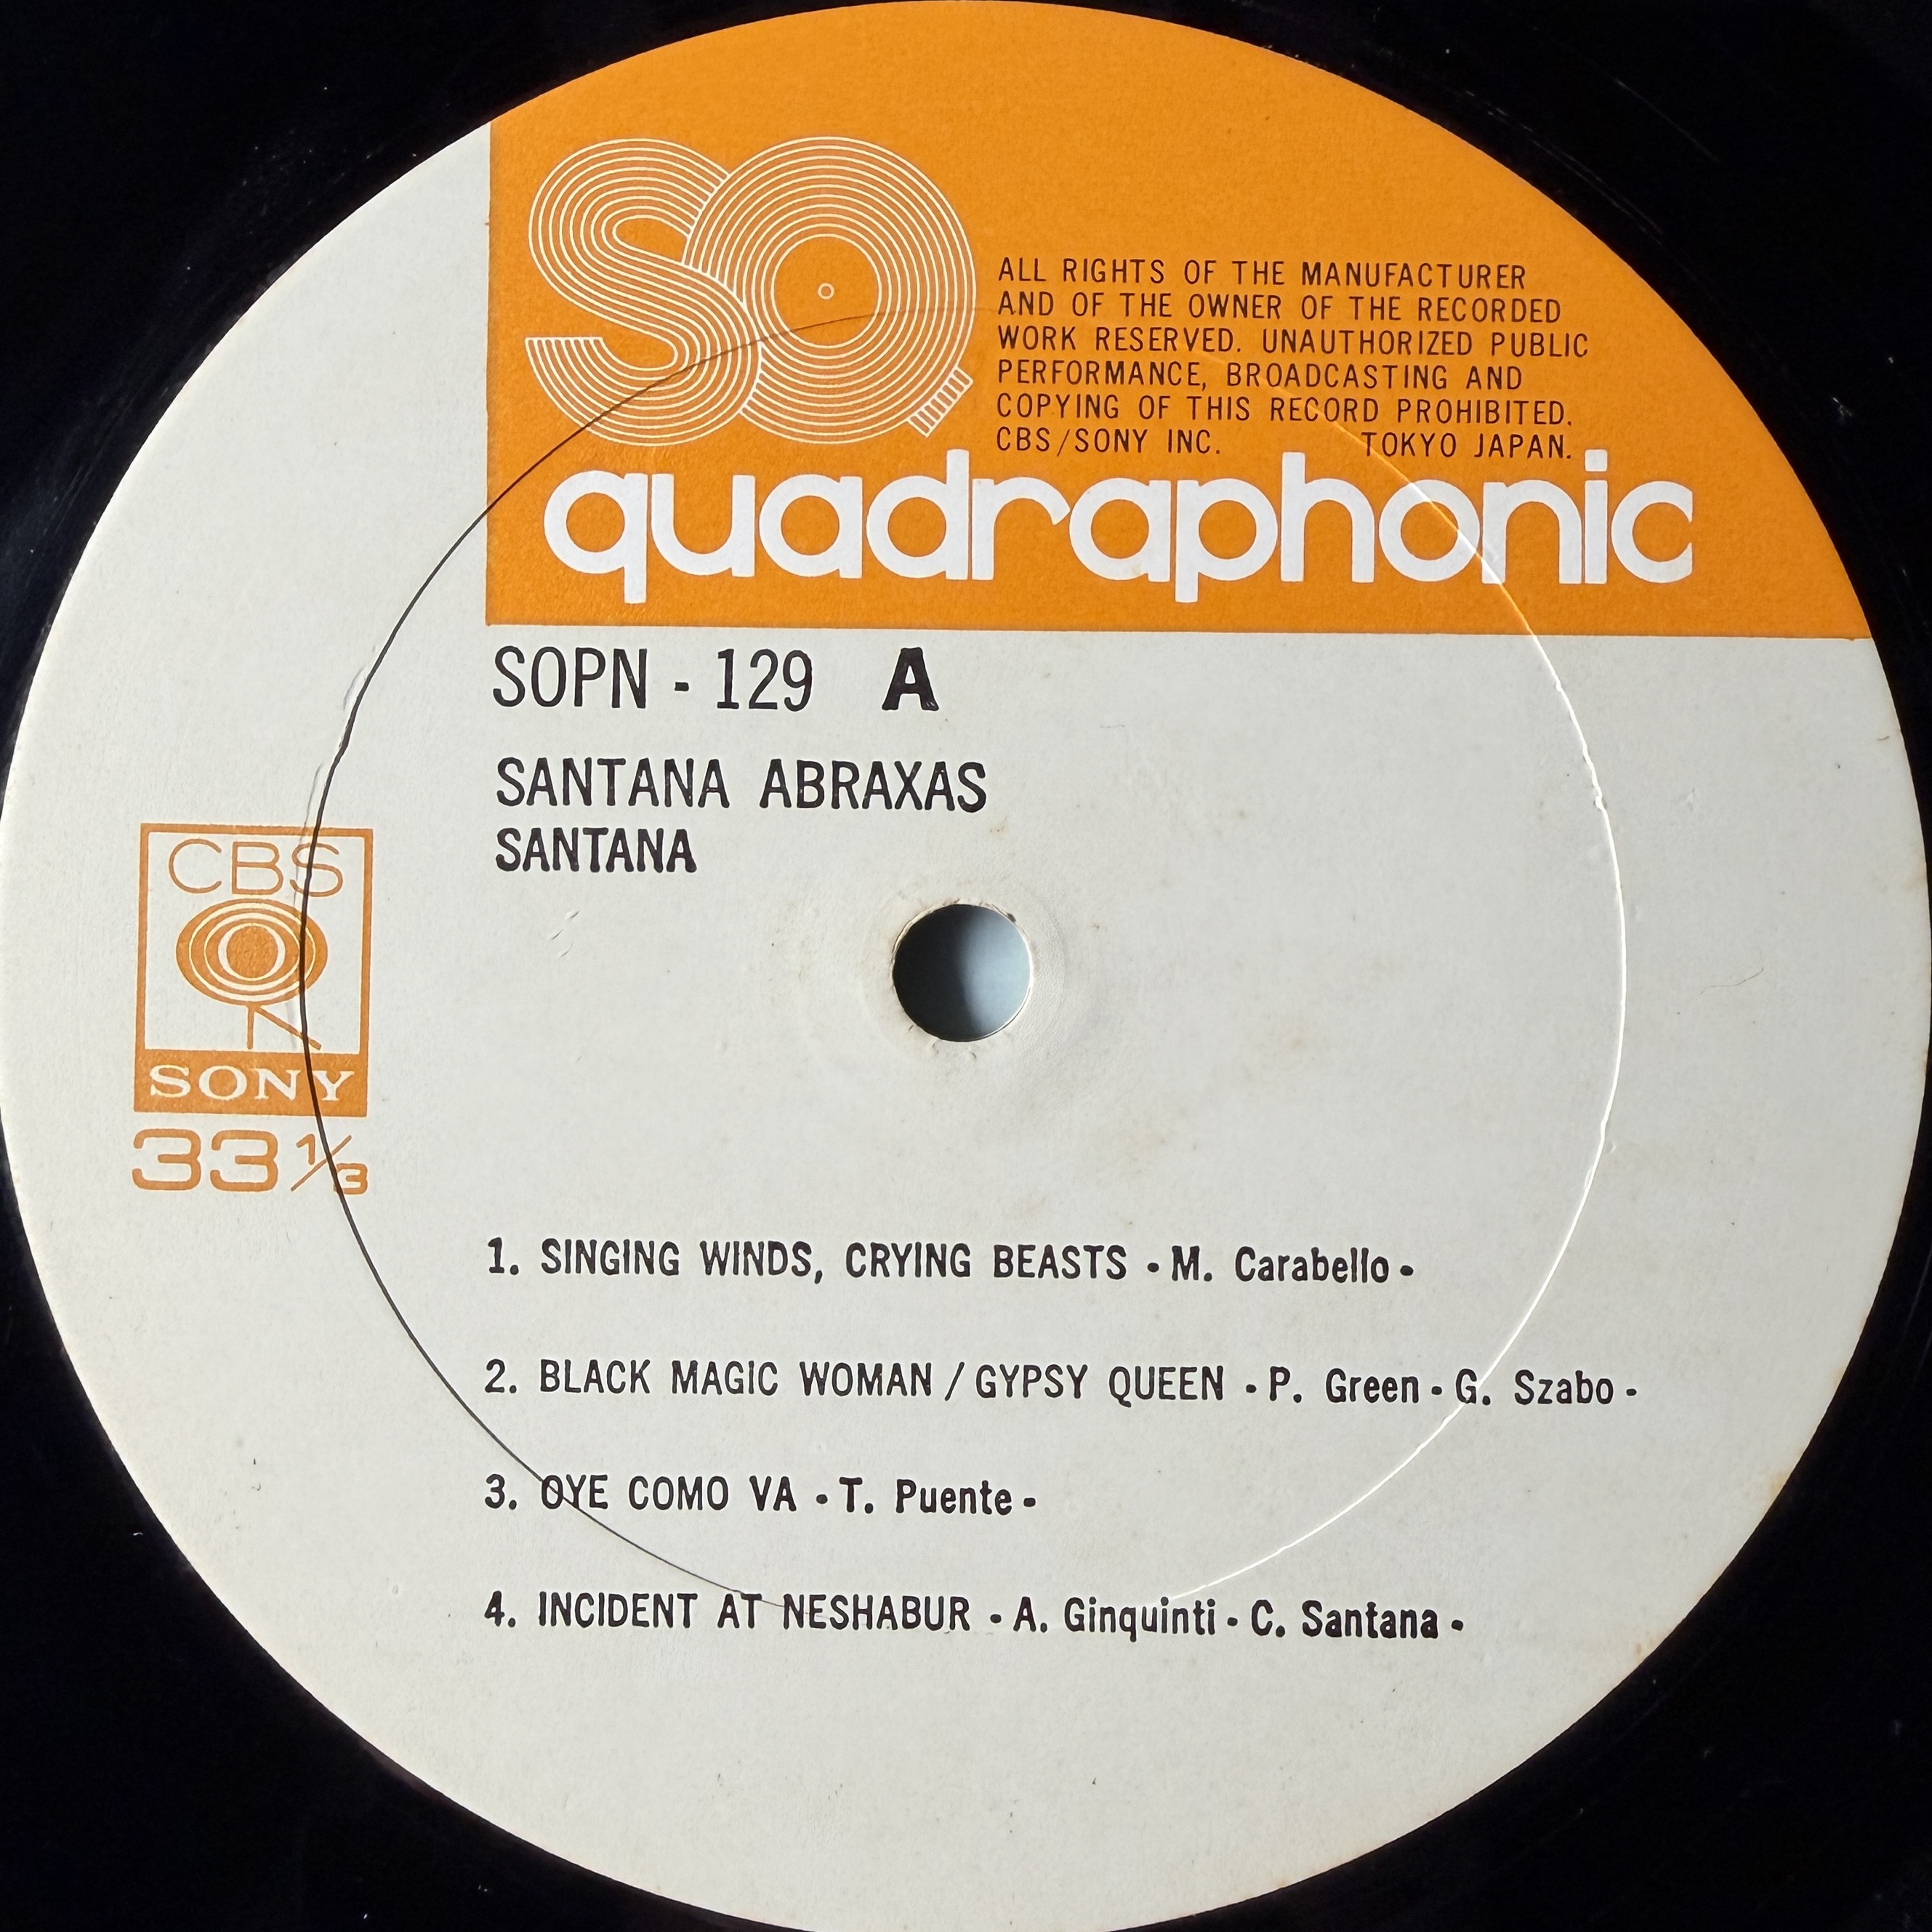 SQ
ALL RIGHTS OF THE MANUFACTURER
AND OF THE OWNER OF THE RECORDED
WORK RESERVED. UNAUTHORIZED PUBLIC
PERFORMANCE, BROADCASTING AND
COPYING OF THIS RECORD PROHIBITED.
CBS/SONY INC. TOKYO JAPAN.
quadraphonic
SOPN - 129 A
SANTANA ABRAXAS
SANTANA
CBS
SONY
33 1/3
1. SINGING WINDS, CRYING BEASTS • M. Carabello •
2. BLACK MAGIC WOMAN / GYPSY QUEEN • P. Green • G. Szabo •
3. OYE COMO VA • T. Puente •
4. INCIDENT AT NESHABUR • A. Ginquinti • C. Santana •